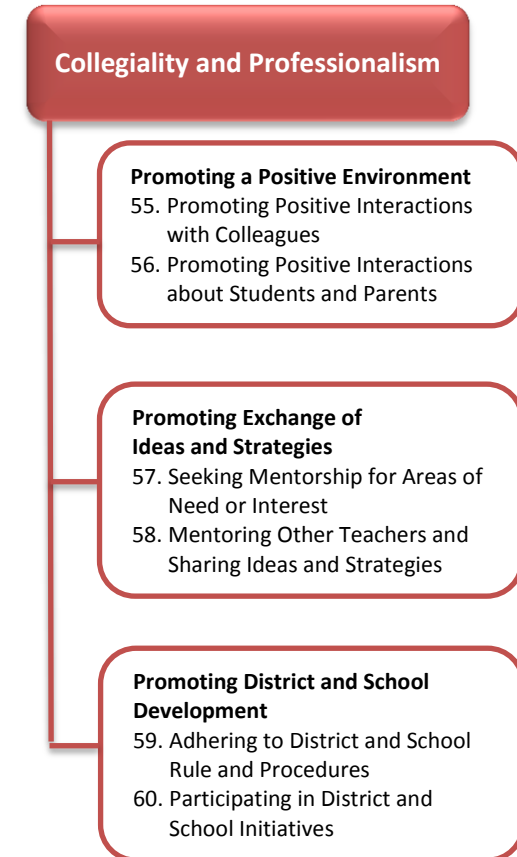 Collegiality and Professionalism
Promoting a Positive Environment
55. Promoting Positive Interactions
with Colleagues
56. Promoting Positive Interactions
about Students and Parents
Promoting Exchange of
Ideas and Strategies
57. Seeking Mentorship for Areas of
Need or Interest
58. Mentoring Other Teachers and
Sharing Ideas and Strategies
Promoting District and School
Development
59. Adhering to District and School
Rule and Procedures
60. Participating in District and
School Initiatives